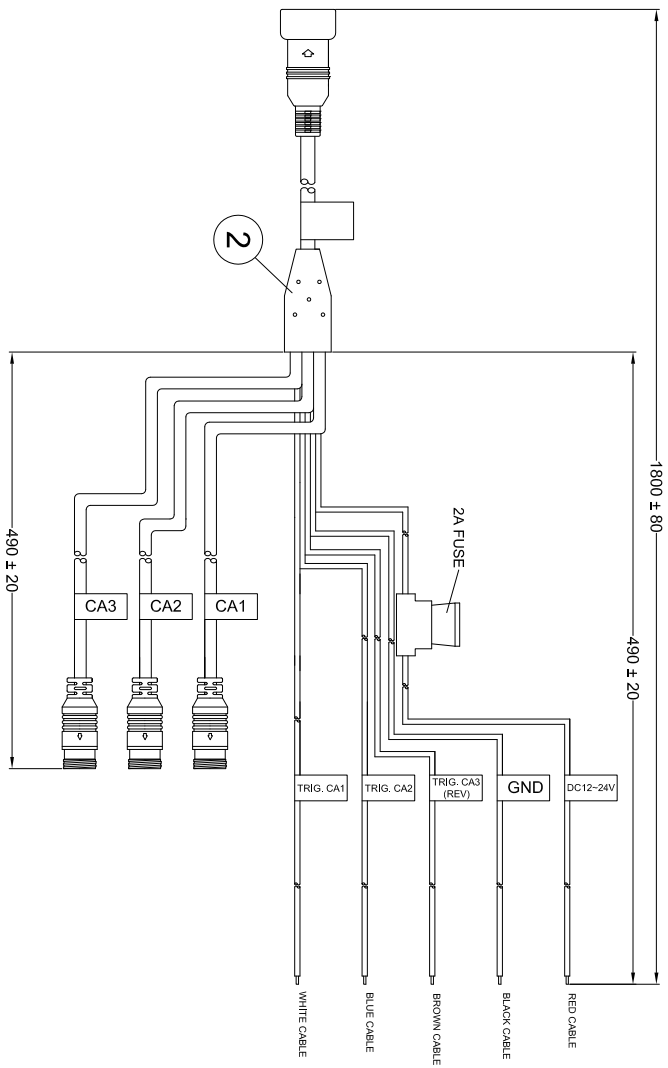 2
1800 ± 80
490 ± 20
490 ± 20
2A FUSE
CA3
CA2
CA1
TRIG. CA1
TRIG. CA2
TRIG. CA3
(REV)
GND
DC12~24V
WHITE CABLE
BLUE CABLE
BROWN CABLE
BLACK CABLE
RED CABLE